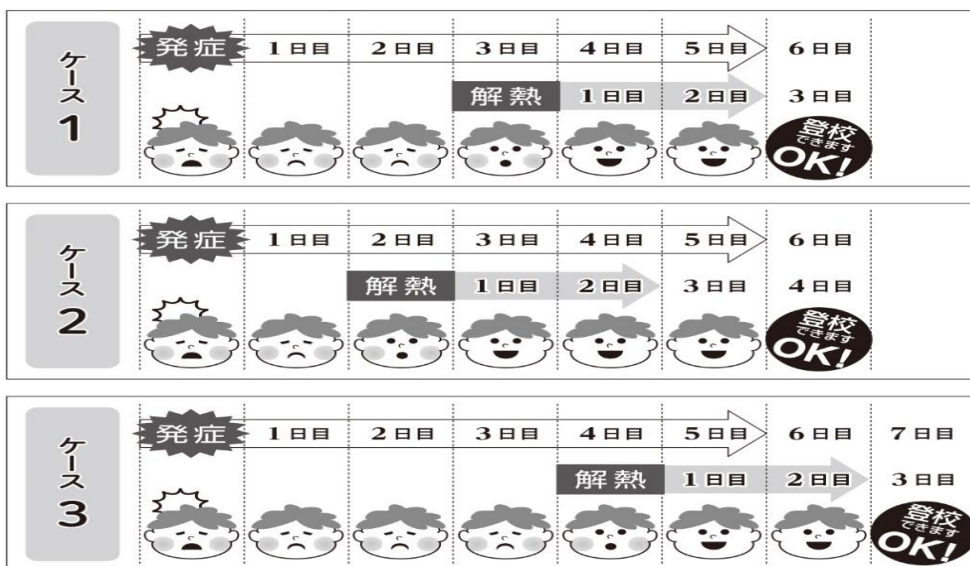 ケース1
発症 1日目 2日目 3日目 4日目 5日目 6日目
解熱 1日目 2日目 3日目
登校
できます
OK!
ケース2
発症 1日目 2日目 3日目 4日目 5日目 6日目
解熱 1日目 2日目 3日目 4日目
登校
できます
OK!
ケース3
発症 1日目 2日目 3日目 4日目 5日目 6日目 7日目
解熱 1日目 2日目 3日目
登校
できます
OK!